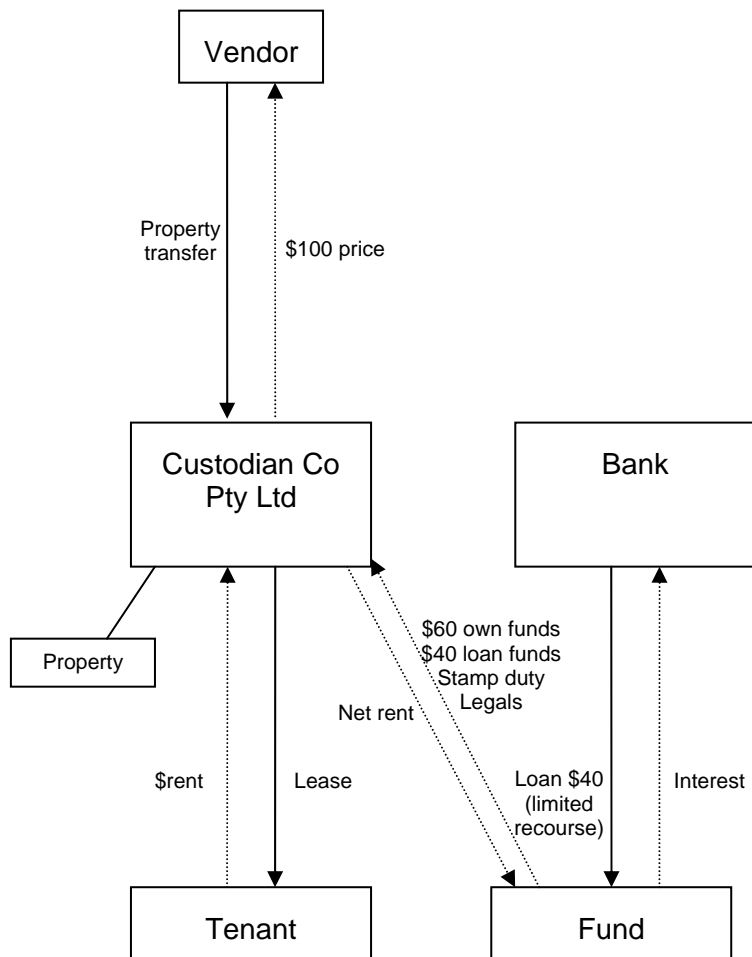 Vendor
Property
transfer
$100 price
Custodian Co
Pty Ltd
Bank
Property
$60 own funds
$40 loan funds
Stamp duty
Legals
Net rent
$rent
Lease
Loan $40
(limited
recourse)
Interest
Tenant
Fund